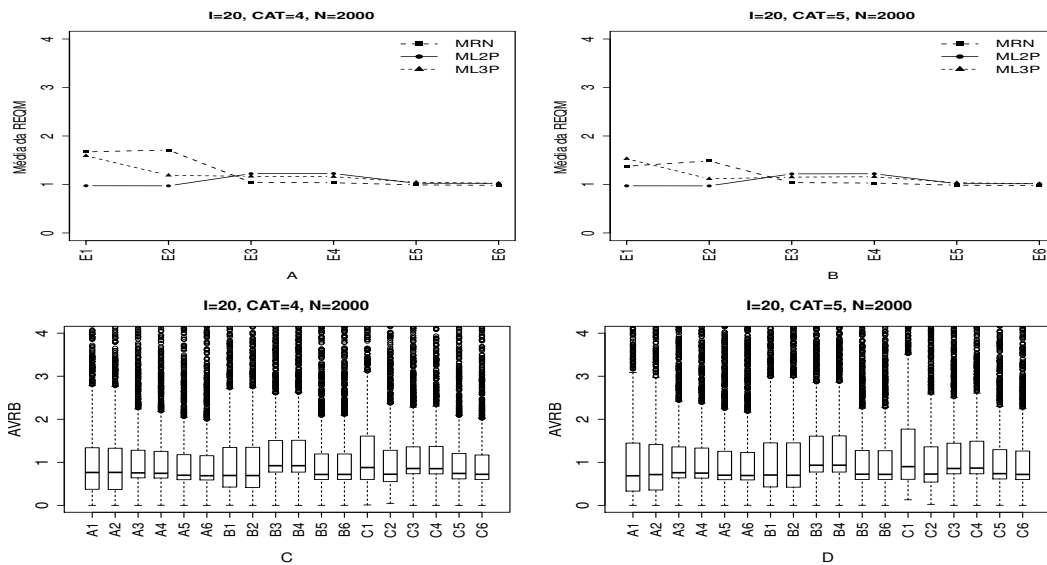 I=20, CAT=4, N=2000
Média da REQM
4
3
2
1
0
MRN
ML2P
ML3P
E1 E2 E3 E4 E5 E6
A
I=20, CAT=5, N=2000
Média da REQM
4
3
2
1
0
MRN
ML2P
ML3P
E1 E2 E3 E4 E5 E6
B
I=20, CAT=4, N=2000
AVRB
4
3
2
1
0
A1 A2 A3 A4 A5 A6 B1 B2 B3 B4 B5 B6 C1 C2 C3 C4 C5 C6
C
I=20, CAT=5, N=2000
AVRB
4
3
2
1
0
A1 A2 A3 A4 A5 A6 B1 B2 B3 B4 B5 B6 C1 C2 C3 C4 C5 C6
D